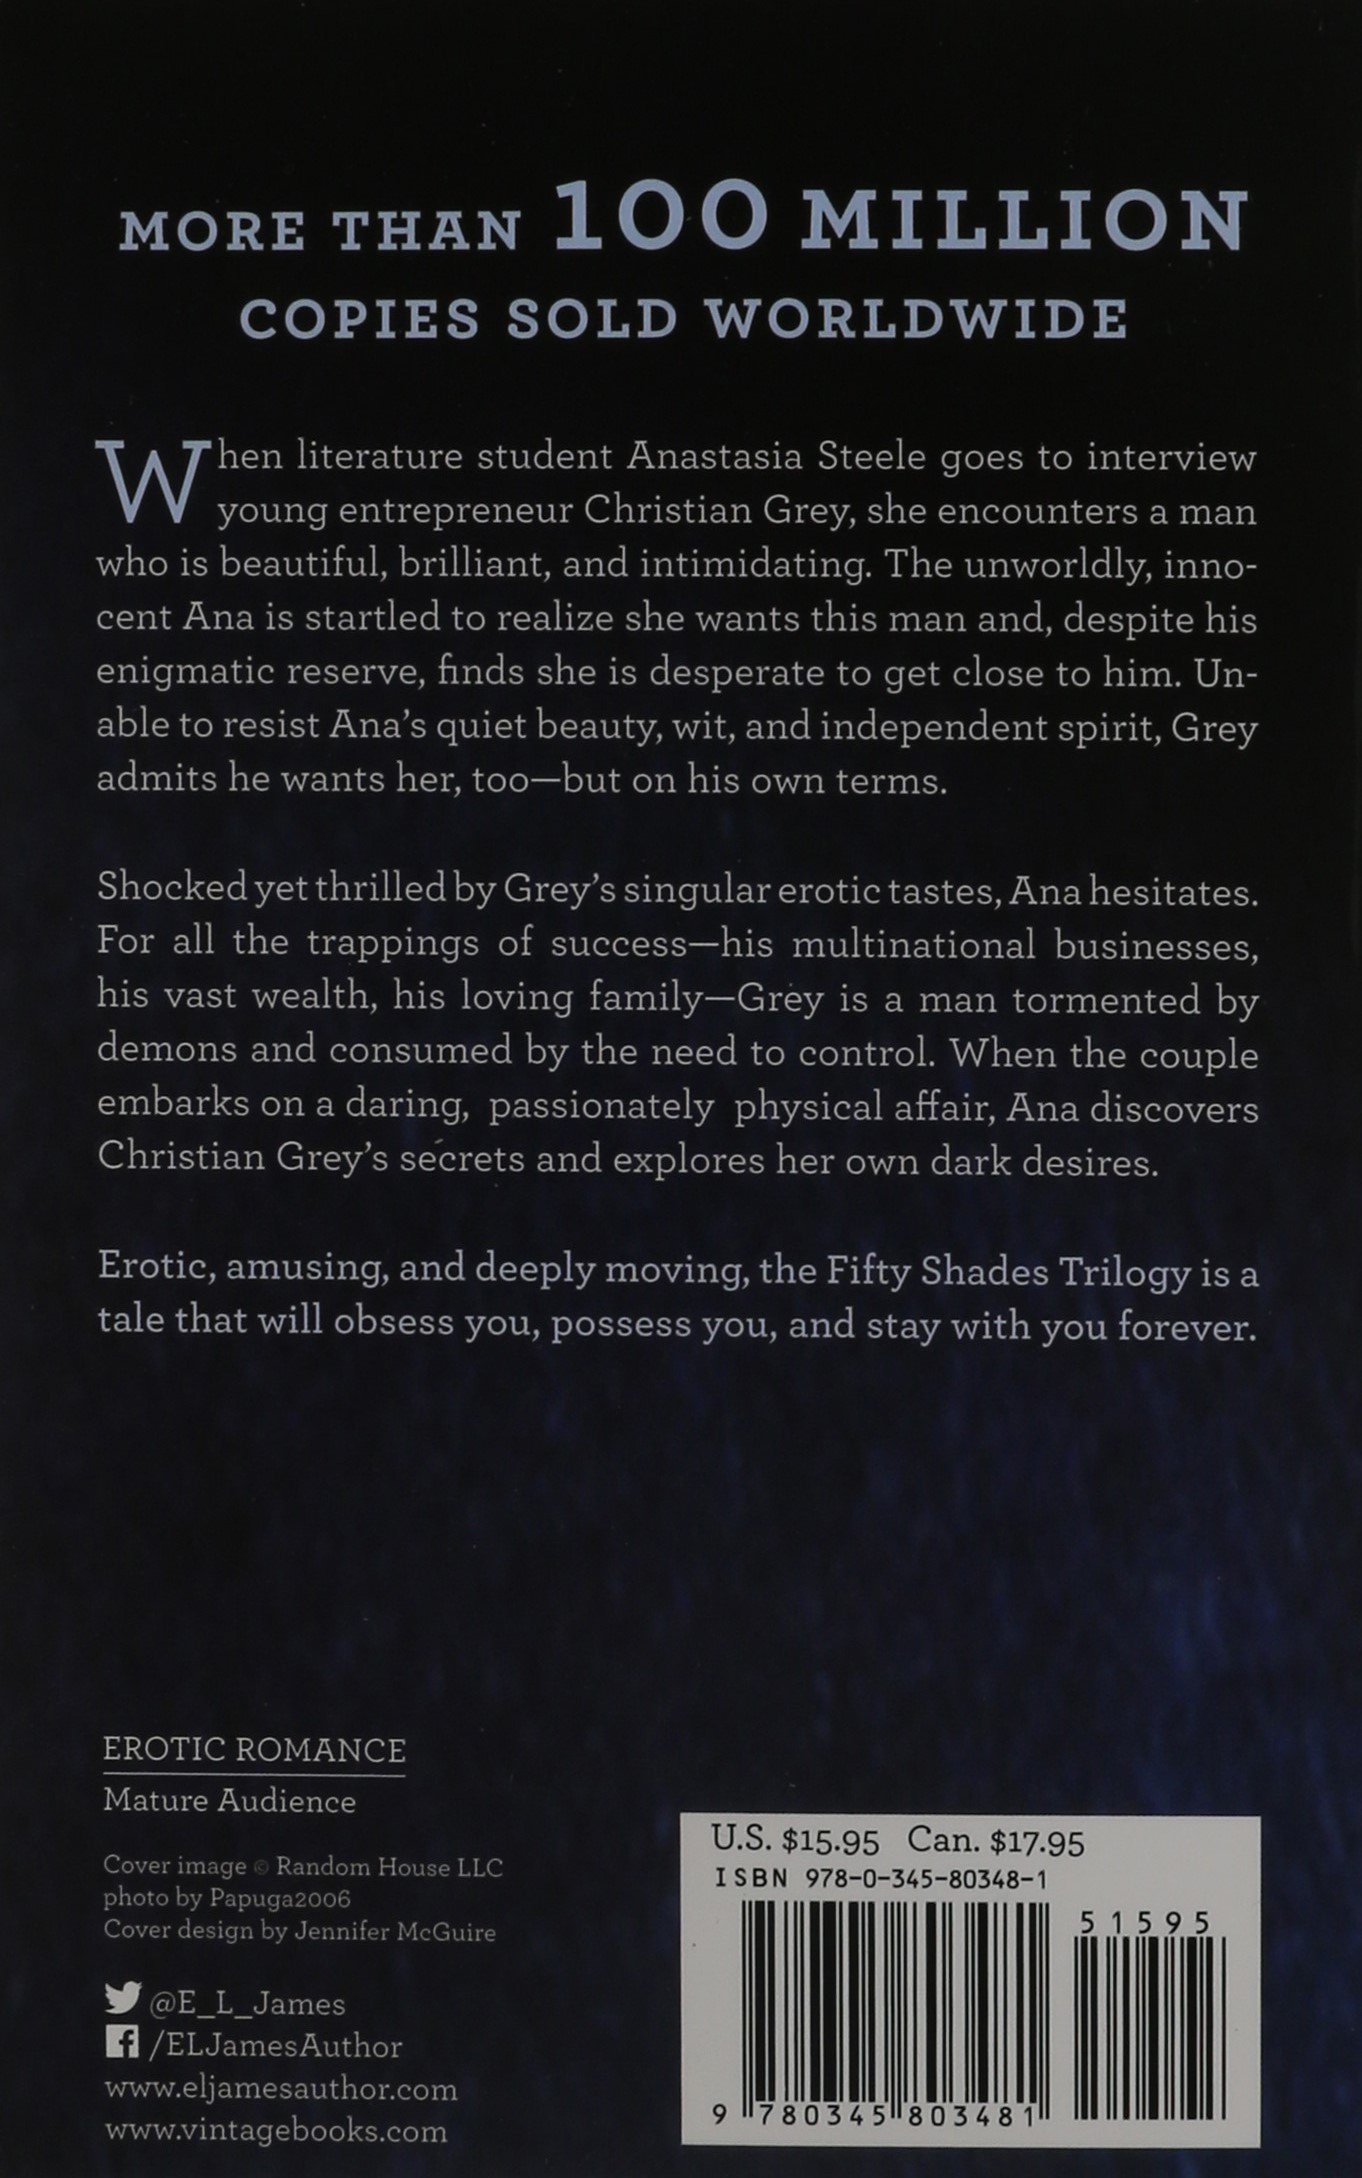 MORE THAN 100 MILLION
COPIES SOLD WORLDWIDE
When literature student Anastasia Steele goes to interview
young entrepreneur Christian Grey, she encounters a man
who is beautiful, brilliant, and intimidating. The unworldly, inno-
cent Ana is startled to realize she wants this man and, despite his
enigmatic reserve, finds she is desperate to get close to him. Un-
able to resist Ana’s quiet beauty, wit, and independent spirit, Grey
admits he wants her, too—but on his own terms.
Shocked yet thrilled by Grey’s singular erotic tastes, Ana hesitates.
For all the trappings of success—his multinational businesses,
his vast wealth, his loving family—Grey is a man tormented by
demons and consumed by the need to control. When the couple
embarks on a daring, passionately physical affair, Ana discovers
Christian Grey’s secrets and explores her own dark desires.
Erotic, amusing, and deeply moving, the Fifty Shades Trilogy is a
tale that will obsess you, possess you, and stay with you forever.
EROTIC ROMANCE
Mature Audience
Cover image © Random House LLC
photo by Papuga2006
Cover design by Jennifer McGuire
@E_L_James
/ELJamesAuthor
www.eljamesauthor.com
www.vintagebooks.com
U.S. $15.95 Can. $17.95
ISBN 978-0-345-80348-1
51595
9 780345 803481